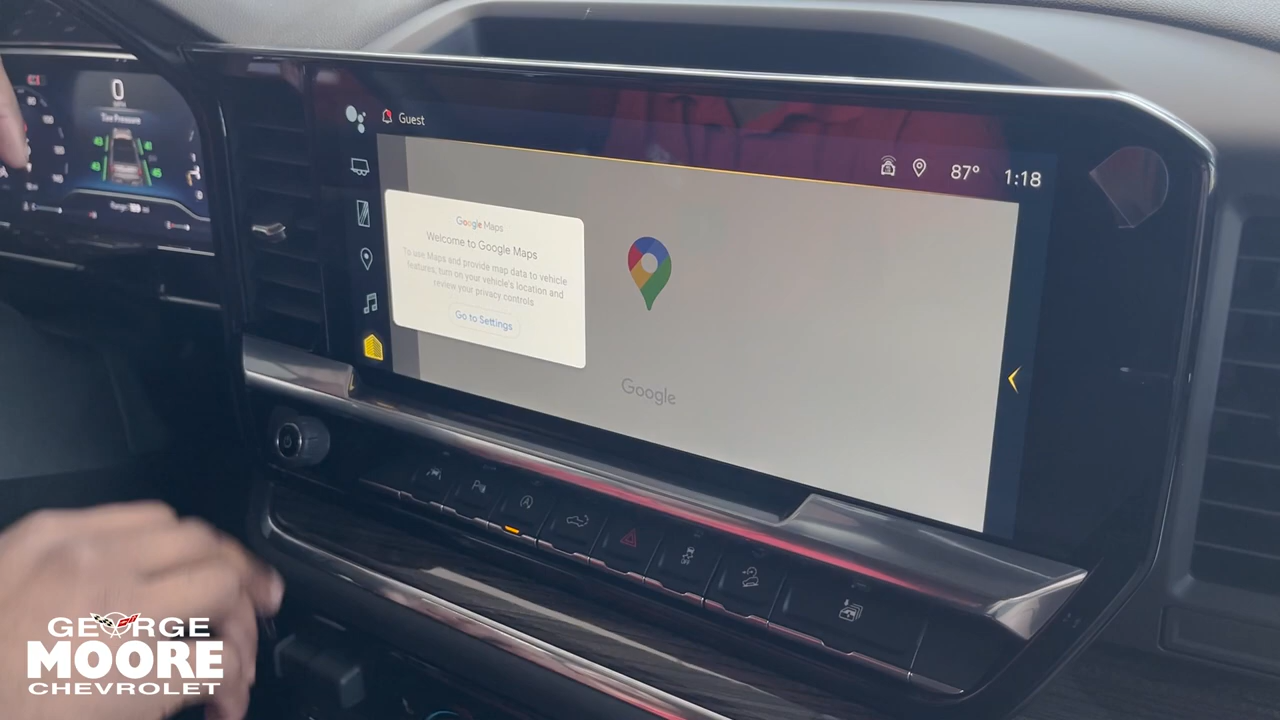 0
Tire Pressure
Guest
87°
1:18
Google Maps
Welcome to Google Maps
To use Maps and provide map data to vehicle
features, turn on your vehicle's location and
review your privacy controls
Go to Settings
Google
GEORGE
MOORE
CHEVROLET